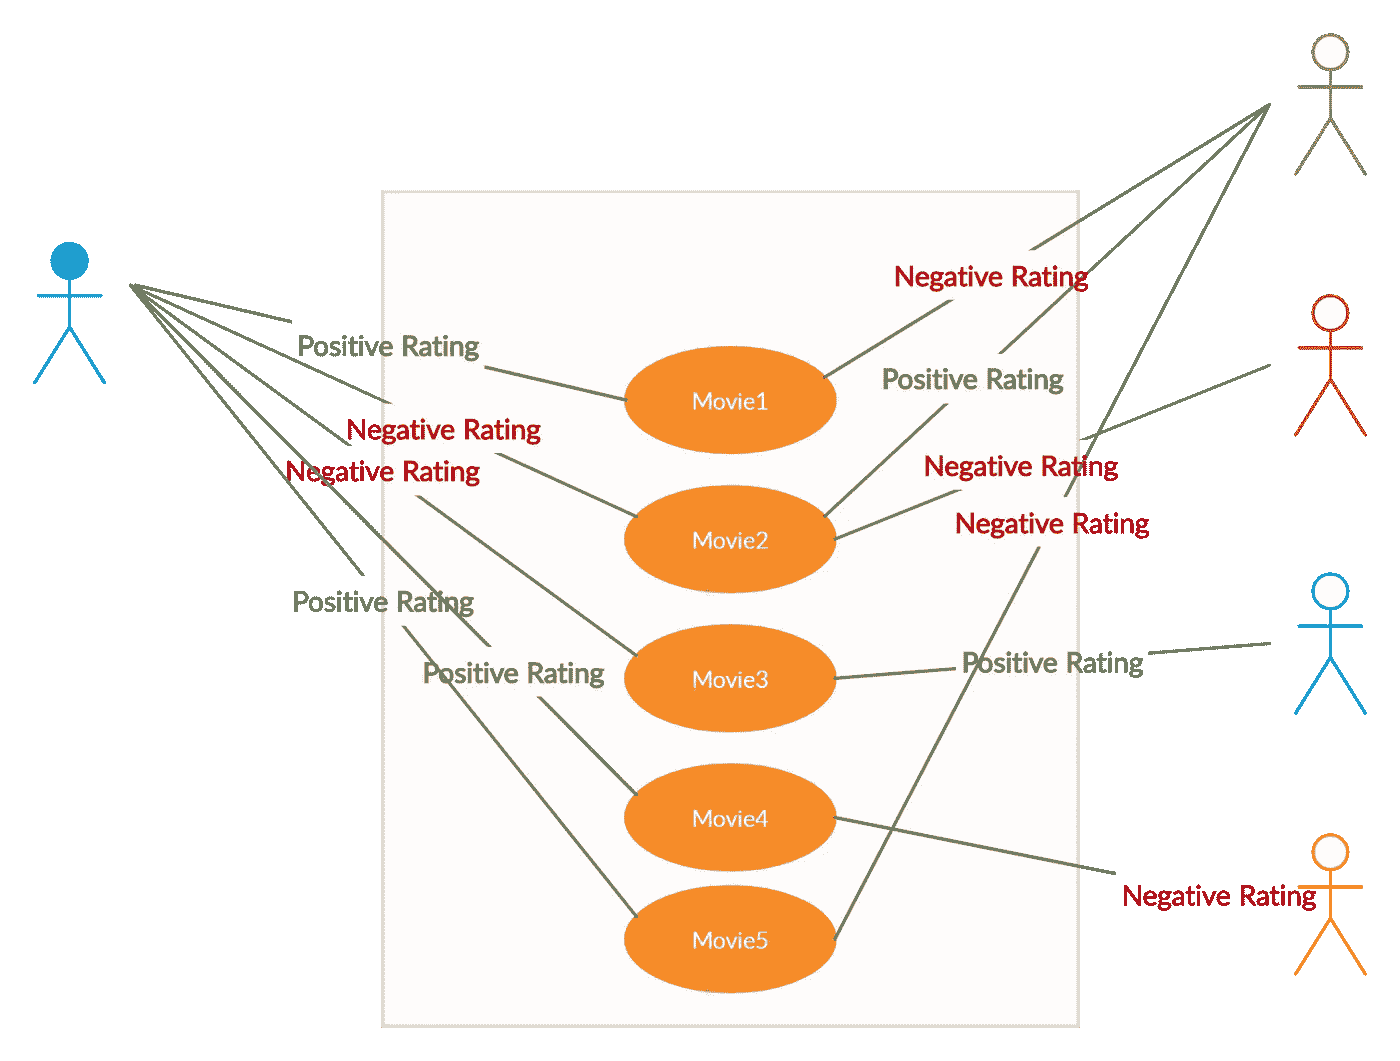 Negative Rating
Positive Rating
Positive Rating
Movie1
Negative Rating
Negative Rating
Negative Rating
Negative Rating
Movie2
Positive Rating
Positive Rating
Positive Rating
Movie3
Movie4
Negative Rating
Movie5